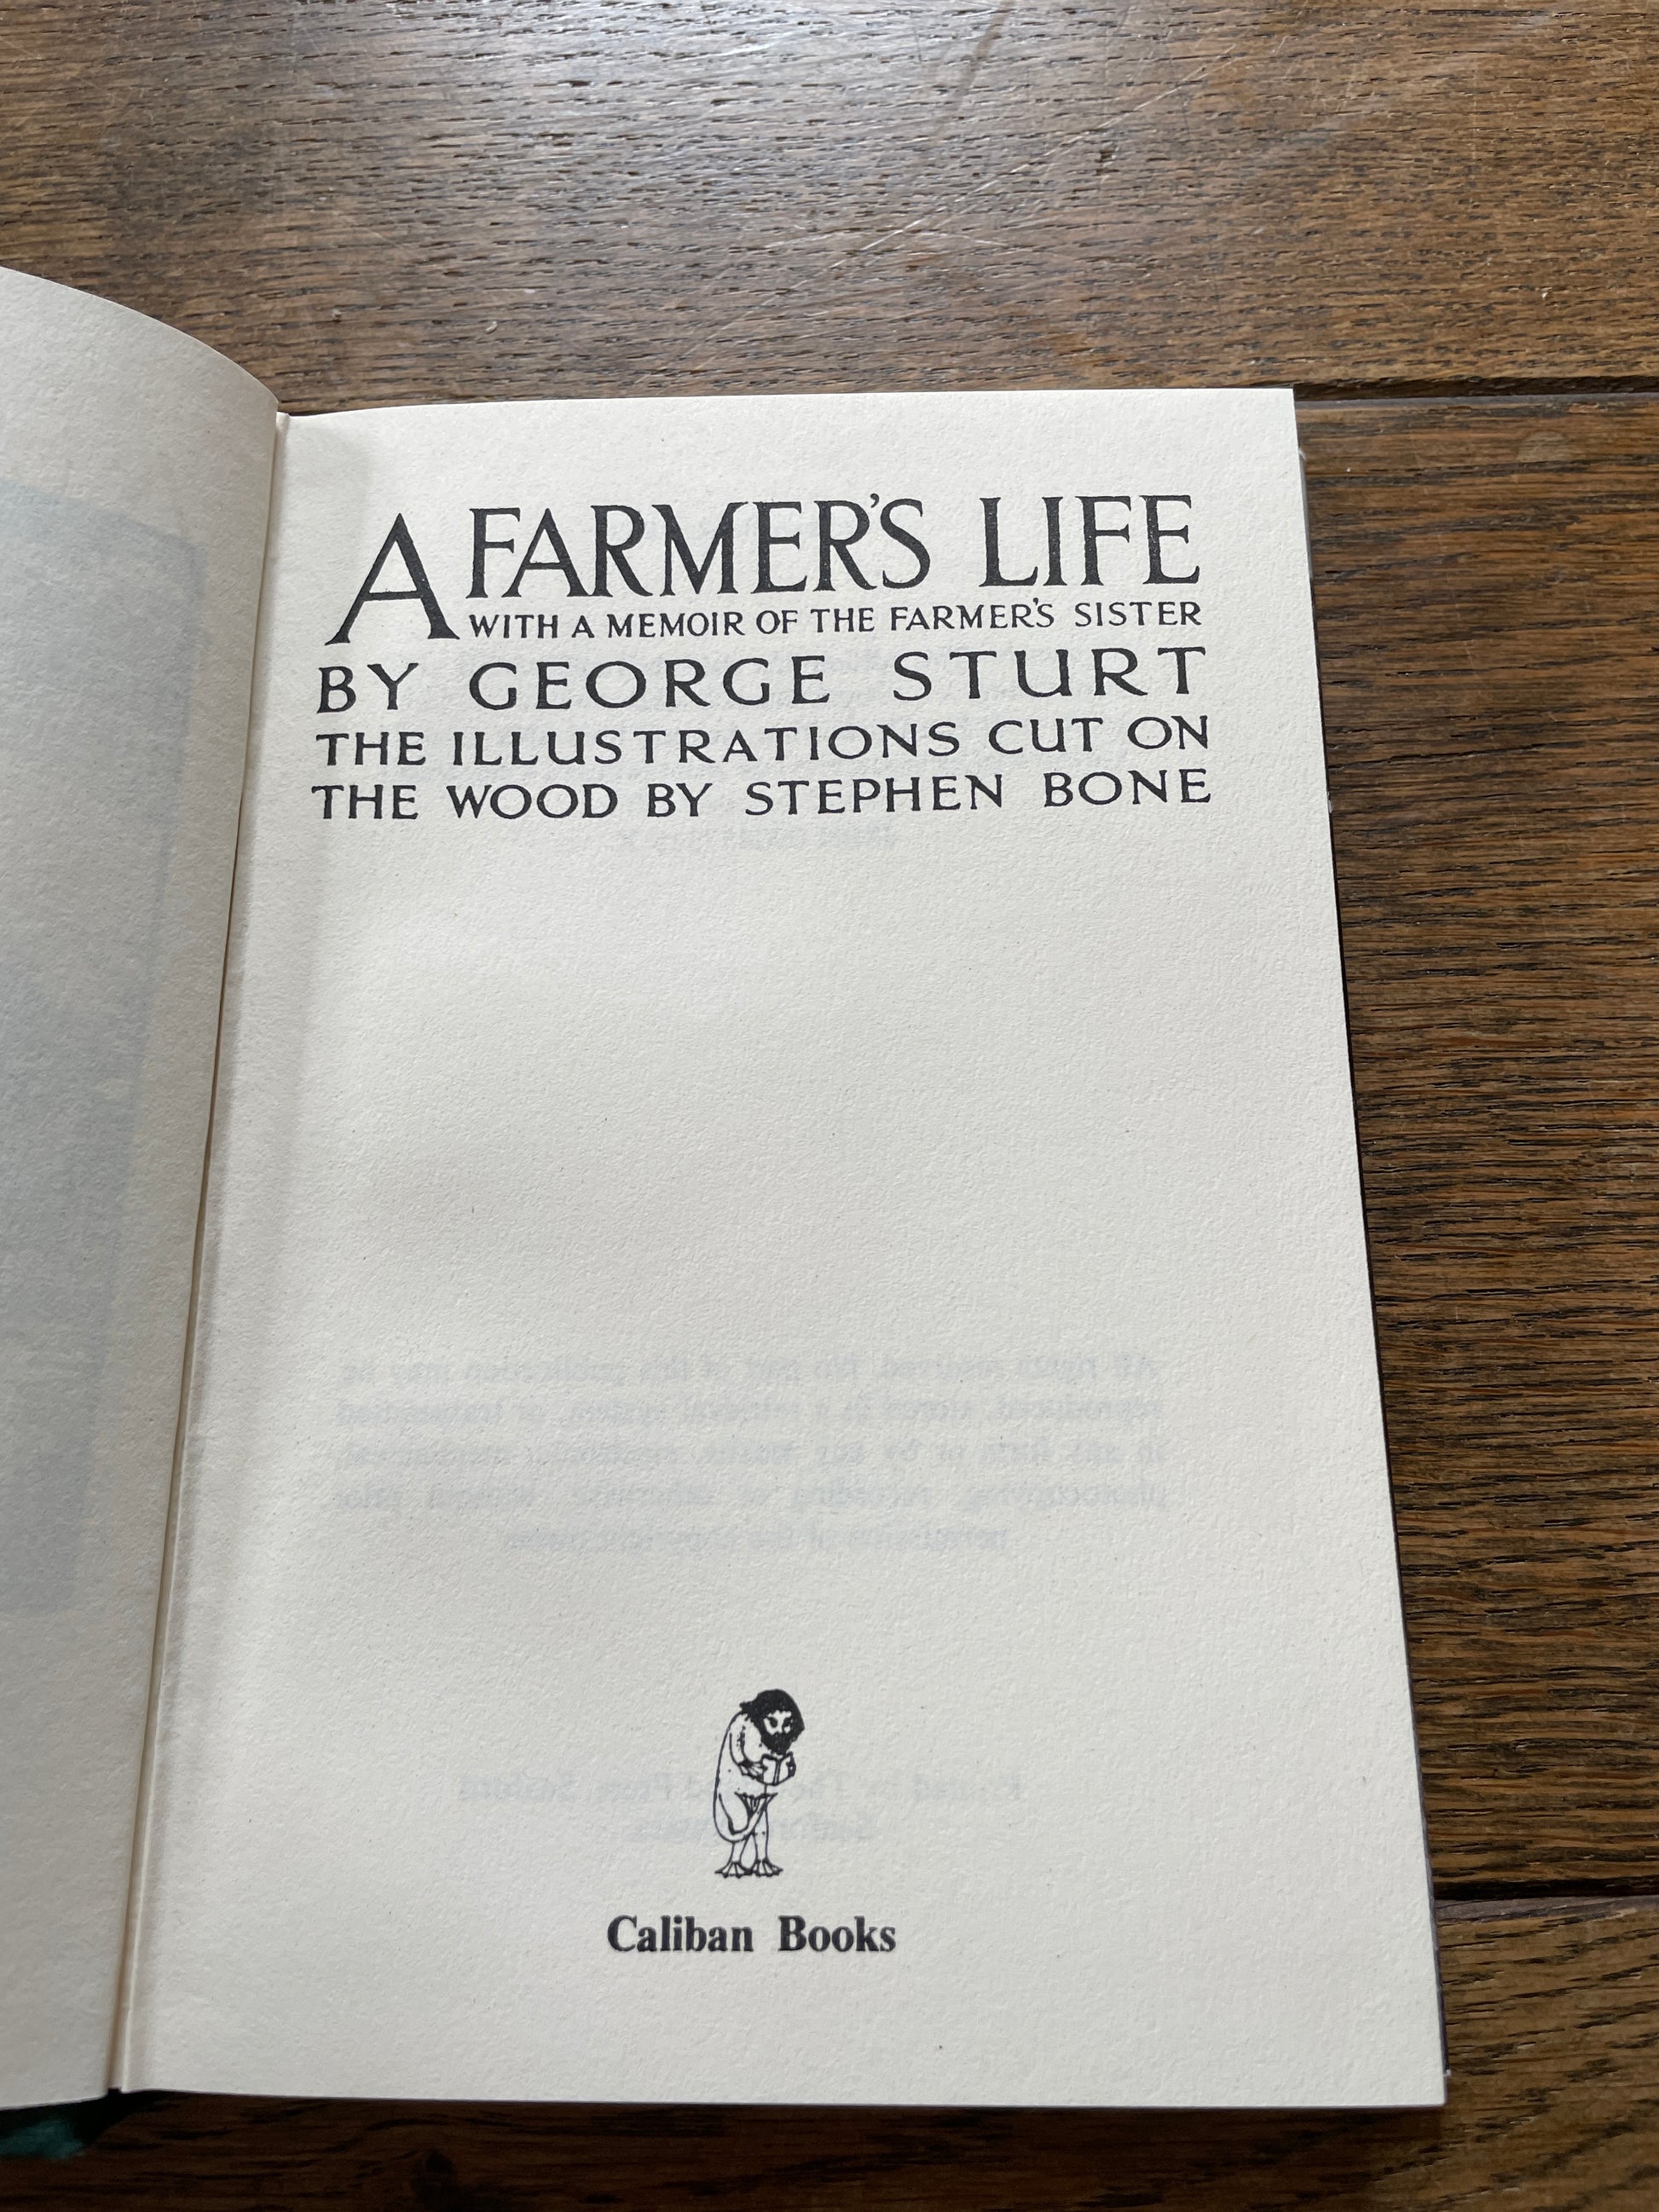 A FARMER'S LIFE
WITH A MEMOIR OF THE FARMER'S SISTER
BY GEORGE STURT
THE ILLUSTRATIONS CUT ON
THE WOOD BY STEPHEN BONE
Caliban Books